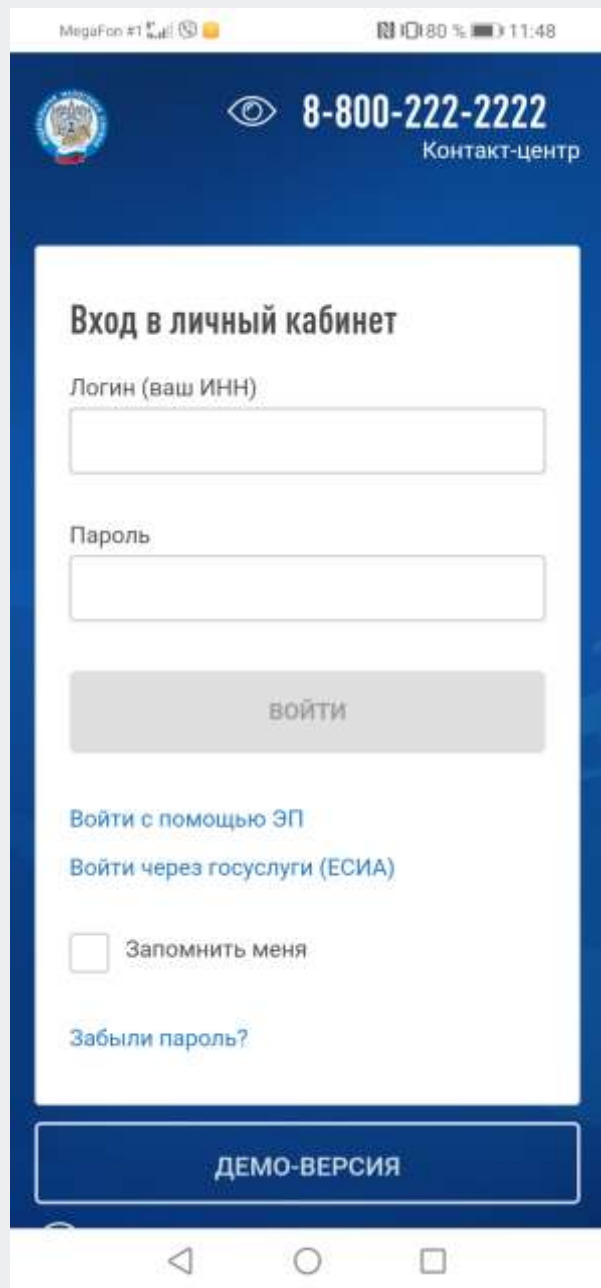 MegaFon #1
80 % 11:48
8-800-222-2222
Контакт-центр
Вход в личный кабинет
Логин (ваш ИНН)
Пароль
ВОЙТИ
Войти с помощью ЭП
Войти через госуслуги (ЕСИА)
Запомнить меня
Забыли пароль?
ДЕМО-ВЕРСИЯ